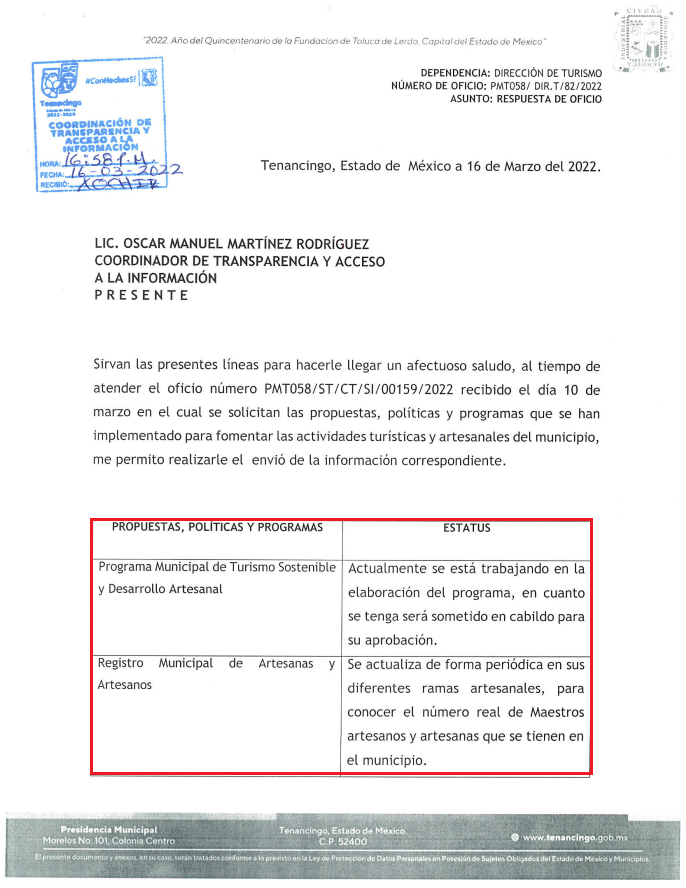 "2022. Año del Quincentenario de la Fundación de Toluca de Lerdo, Capital del Estado de México"
CIUDAD
DEPENDENCIA: DIRECCIÓN DE TURISMO
NÚMERO DE OFICIO: PMT058/ DIR.T/82/2022
ASUNTO: RESPUESTA DE OFICIO
#ConHechosSí
Tenancingo
2022-2024
COORDINACIÓN DE
TRANSPARENCIA Y
ACCESO A LA
INFORMACIÓN
HORA: 16:58 P.M.
FECHA: 16-03-2022
RECIBIÓ:
Tenancingo, Estado de México a 16 de Marzo del 2022.
LIC. OSCAR MANUEL MARTÍNEZ RODRÍGUEZ
COORDINADOR DE TRANSPARENCIA Y ACCESO
A LA INFORMACIÓN
P R E S E N T E
Sirvan las presentes líneas para hacerle llegar un afectuoso saludo, al tiempo de
atender el oficio número PMT058/ST/CT/SI/00159/2022 recibido el día 10 de
marzo en el cual se solicitan las propuestas, políticas y programas que se han
implementado para fomentar las actividades turísticas y artesanales del municipio,
me permito realizarle el envió de la información correspondiente.
PROPUESTAS, POLÍTICAS Y PROGRAMAS
ESTATUS
Programa Municipal de Turismo Sostenible
y Desarrollo Artesanal
Actualmente se está trabajando en la
elaboración del programa, en cuanto
se tenga será sometido en cabildo para
su aprobación.
Registro Municipal de Artesanas y
Artesanos
Se actualiza de forma periódica en sus
diferentes ramas artesanales, para
conocer el número real de Maestros
artesanos y artesanas que se tienen en
el municipio.
Presidencia Municipal
Morelos No. 101, Colonia Centro
Tenancingo, Estado de México.
C.P. 52400
www.tenancingo.gob.mx
El presente documento y anexos, en su caso, serán tratados conforme a lo previsto en la Ley de Protección de Datos Personales en Posesión de Sujetos Obligados del Estado de México y Municipios.